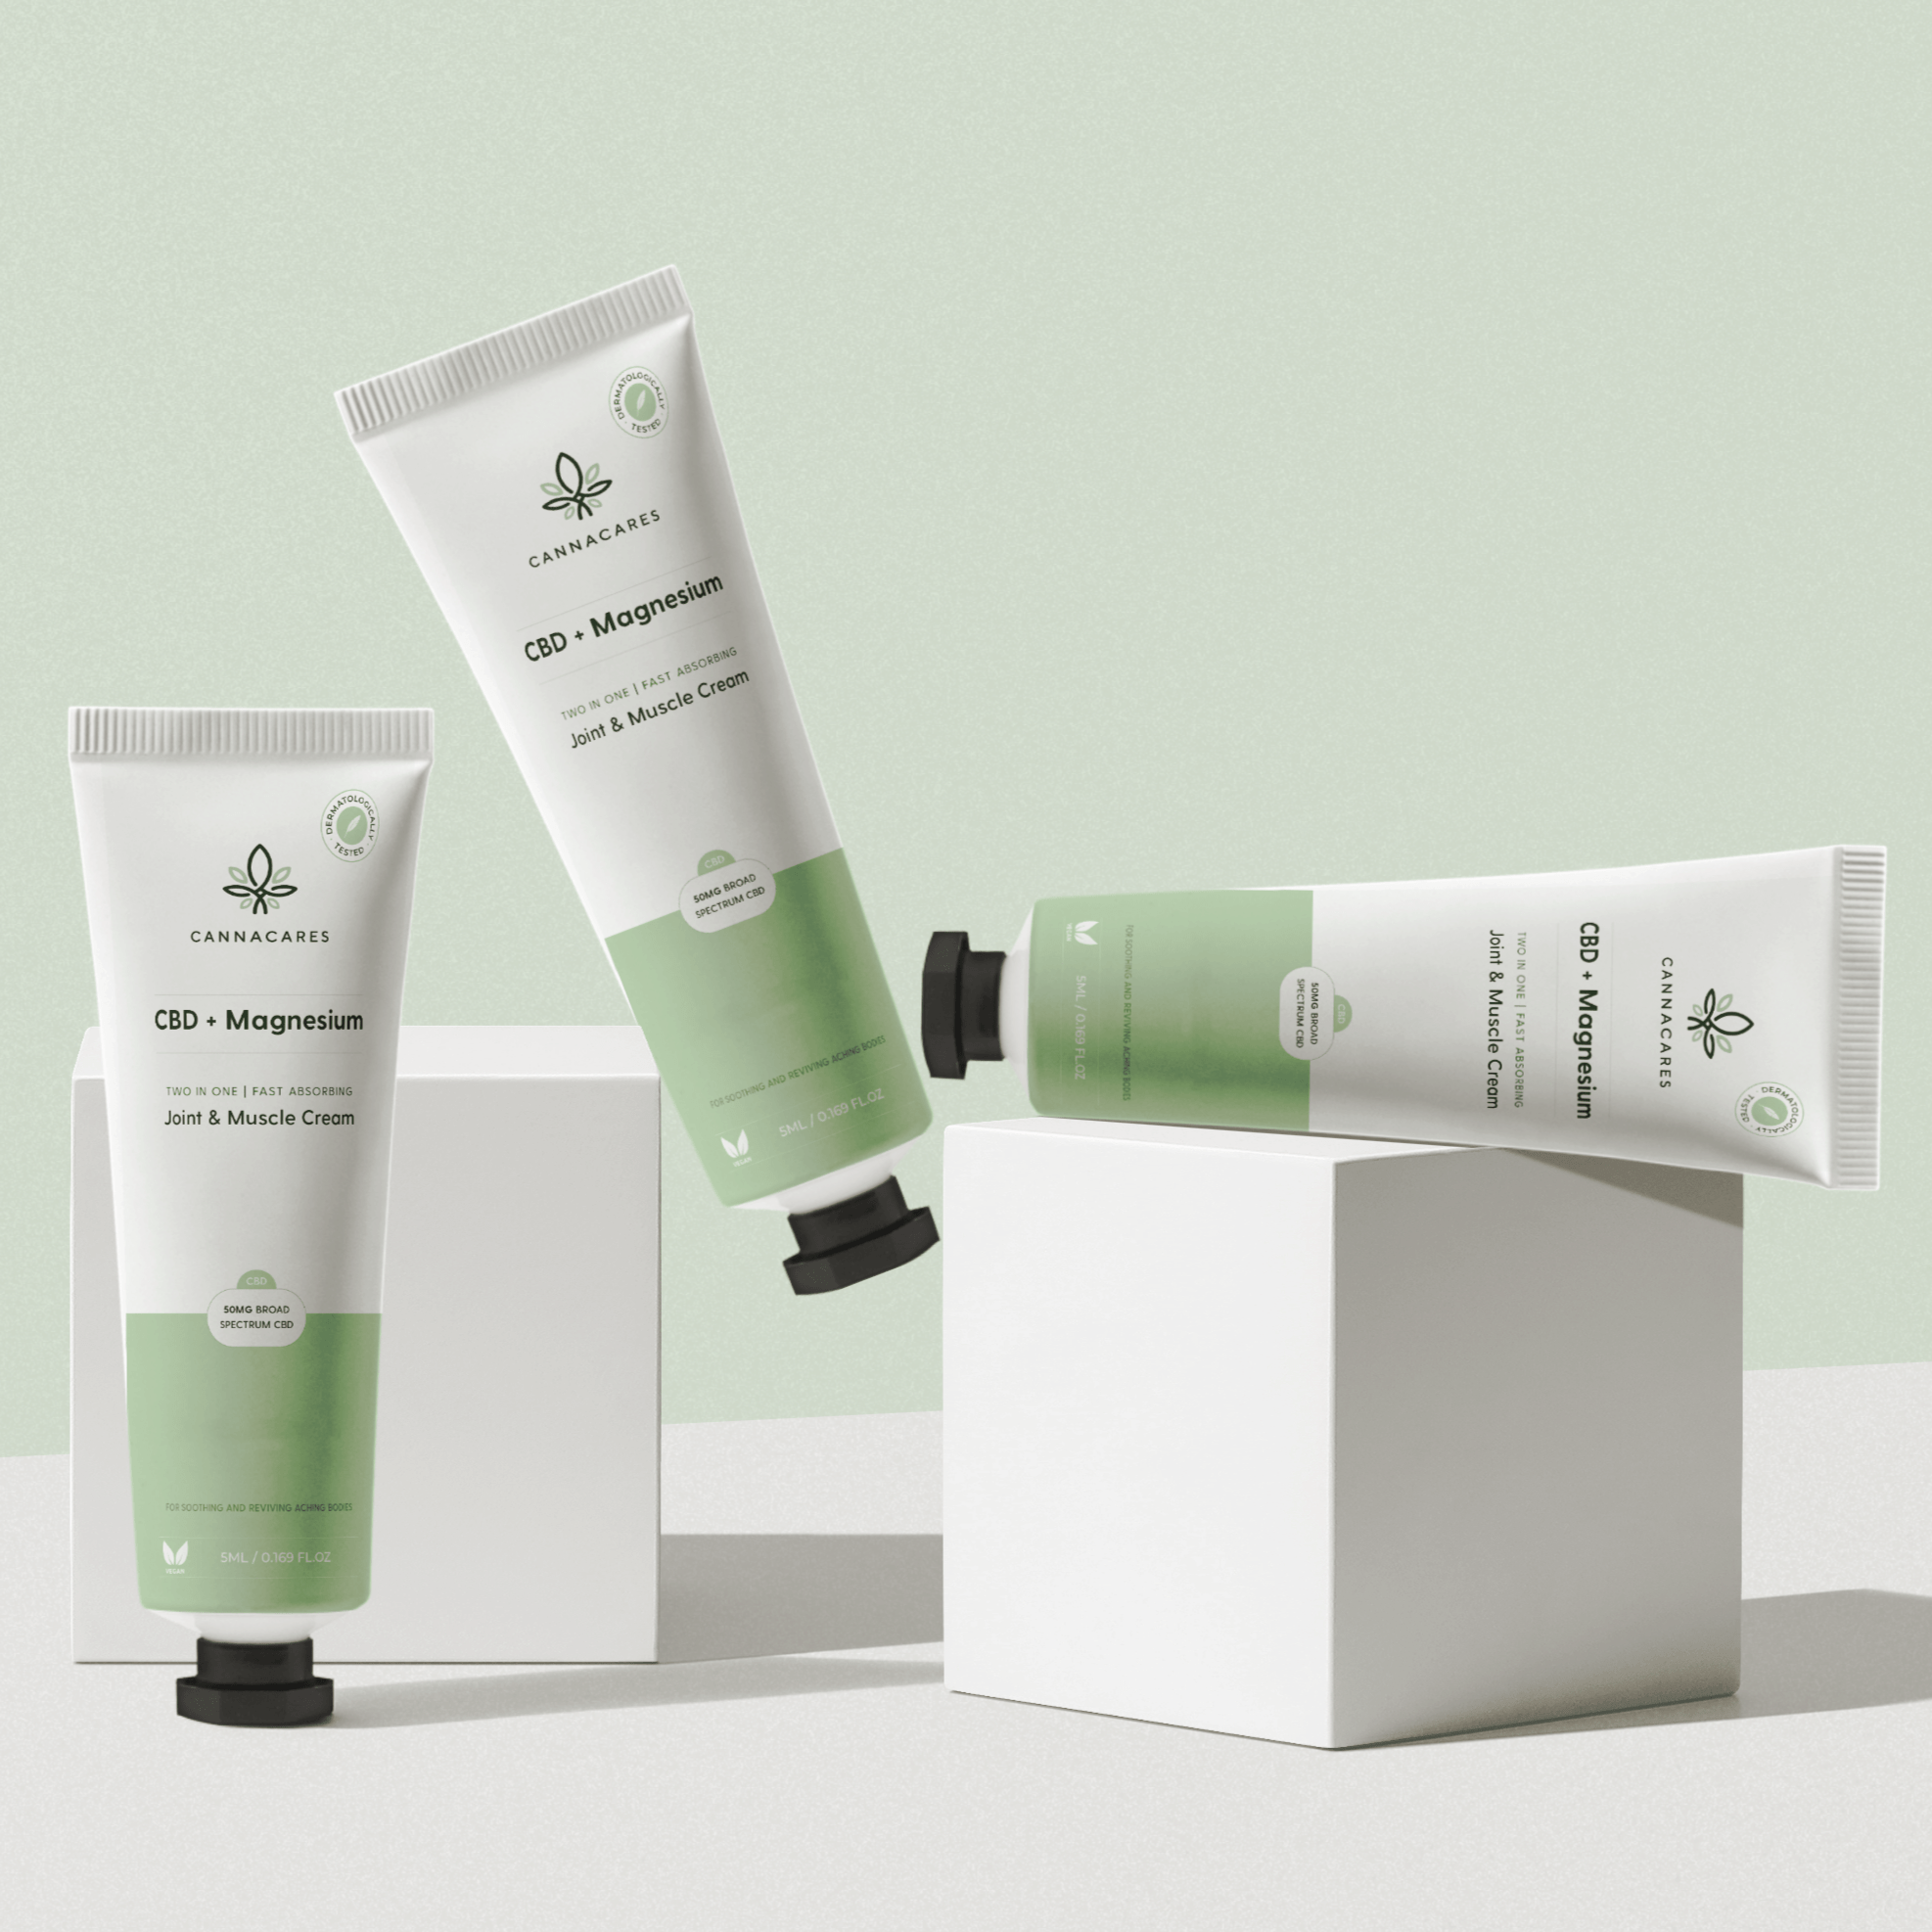 DERMATOLOGICALLY · TESTED ·
CANNACARES
CBD + Magnesium
TWO IN ONE | FAST ABSORBING
Joint & Muscle Cream
CBD
50MG BROAD
SPECTRUM CBD
FOR SOOTHING AND REVIVING ACHING BODIES
VEGAN
5ML / 0.169 FL.OZ
DERMATOLOGICALLY · TESTED ·
CANNACARES
CBD + Magnesium
TWO IN ONE | FAST ABSORBING
Joint & Muscle Cream
CBD
50MG BROAD
SPECTRUM CBD
FOR SOOTHING AND REVIVING ACHING BODIES
5ML / 0.169 FL.OZ
VEGAN
DERMATOLOGICALLY · TESTED ·
CANNACARES
CBD + Magnesium
TWO IN ONE | FAST ABSORBING
Joint & Muscle Cream
CBD
50MG BROAD
SPECTRUM CBD
FOR SOOTHING AND REVIVING ACHING BODIES
VEGAN
5ML / 0.169 FL.OZ